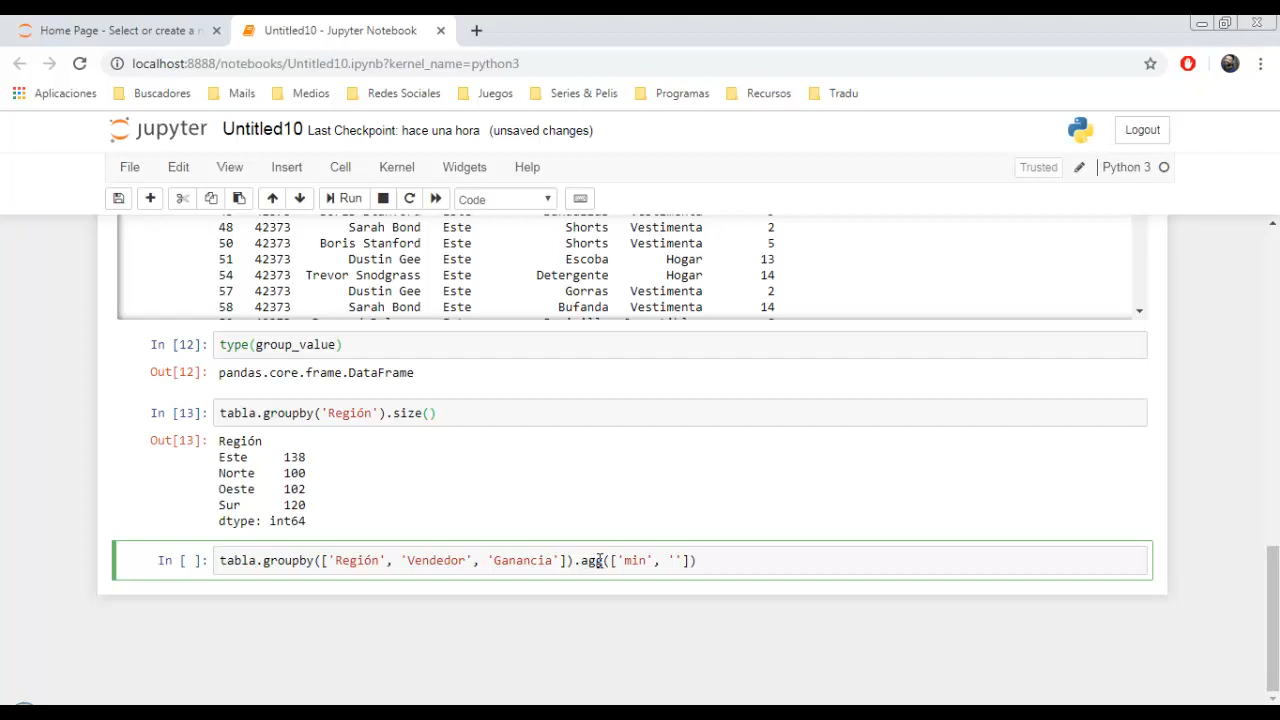 Home Page - Select or create a n
Untitled10 - Jupyter Notebook
localhost:8888/notebooks/Untitled10.ipynb?kernel_name=python3
Aplicaciones Buscadores Mails Medios Redes Sociales Juegos Series & Pelis Programas Recursos Tradu
jupyter Untitled10 Last Checkpoint: hace una hora (unsaved changes) Logout
File Edit View Insert Cell Kernel Widgets Help Trusted Python 3
Run Code
48 42373 Sarah Bond Este Shorts Vestimenta 2
50 42373 Boris Stanford Este Shorts Vestimenta 5
51 42373 Dustin Gee Este Escoba Hogar 13
54 42373 Trevor Snodgrass Este Detergente Hogar 14
57 42373 Dustin Gee Este Gorras Vestimenta 2
58 42373 Sarah Bond Este Bufanda Vestimenta 14
In [12]: type(group_value)
Out[12]: pandas.core.frame.DataFrame
In [13]: tabla.groupby('Región').size()
Out[13]: Región
Este 138
Norte 100
Oeste 102
Sur 120
dtype: int64
In [ ]: tabla.groupby(['Región', 'Vendedor', 'Ganancia']).agg(['min', ''])